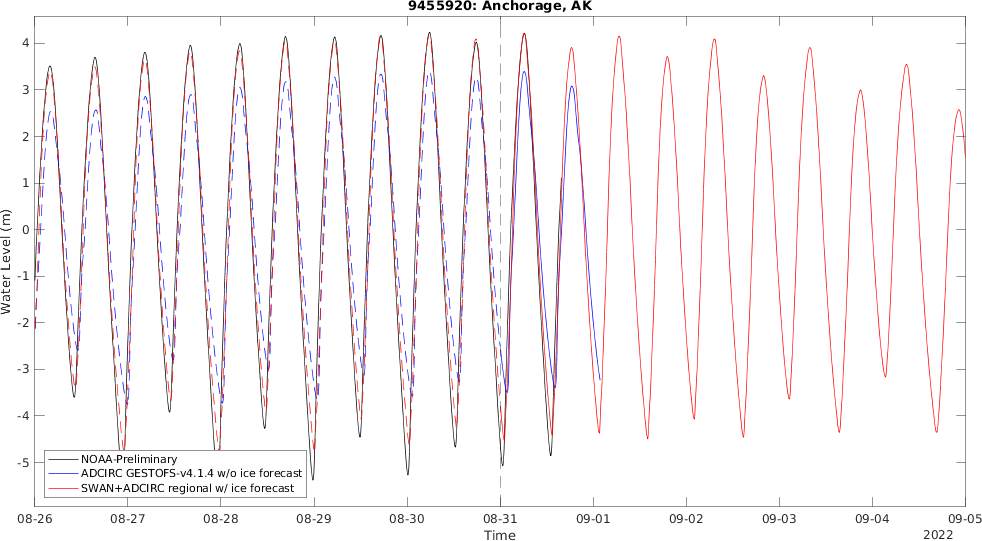 9455920: Anchorage, AK
Water Level (m)
4
3
2
1
0
-1
-2
-3
-4
-5
NOAA-Preliminary
ADCIRC GESTOFS-v4.1.4 w/o ice forecast
SWAN+ADCIRC regional w/ ice forecast
08-26 08-27 08-28 08-29 08-30 08-31 09-01 09-02 09-03 09-04 09-05
Time
2022